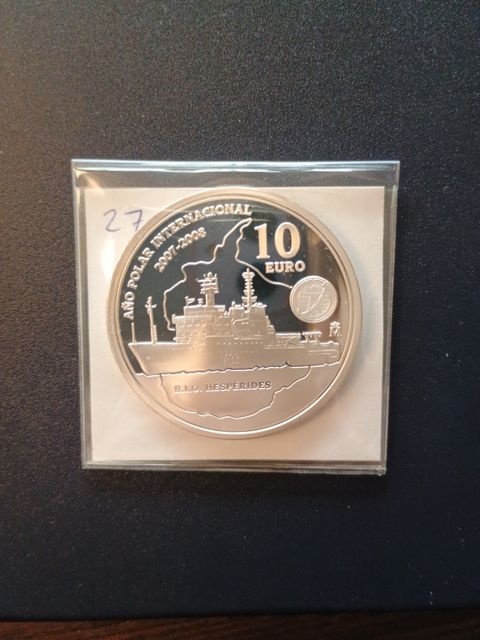 27
AÑO POLAR INTERNACIONAL
2007-2008
10
EURO
B.I.O. HESPÉRIDES